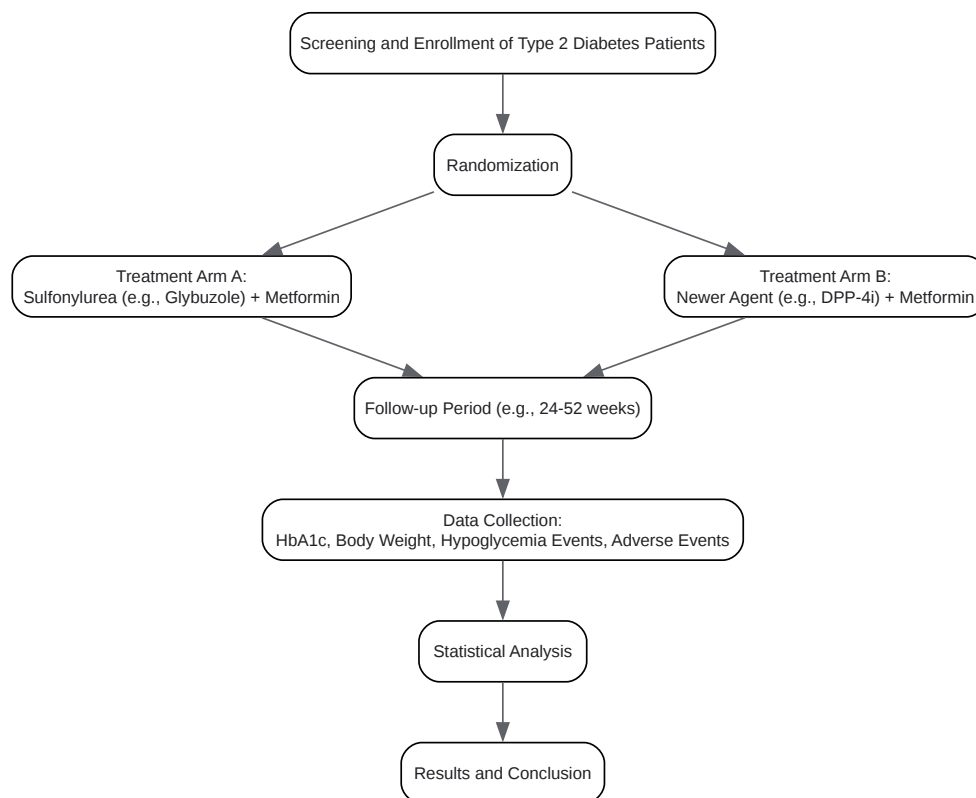 Screening and Enrollment of Type 2 Diabetes Patients
Randomization
Treatment Arm A:
Sulfonylurea (e.g., Glybuzole) + Metformin
Treatment Arm B:
Newer Agent (e.g., DPP-4i) + Metformin
Follow-up Period (e.g., 24-52 weeks)
Data Collection:
HbA1c, Body Weight, Hypoglycemia Events, Adverse Events
Statistical Analysis
Results and Conclusion